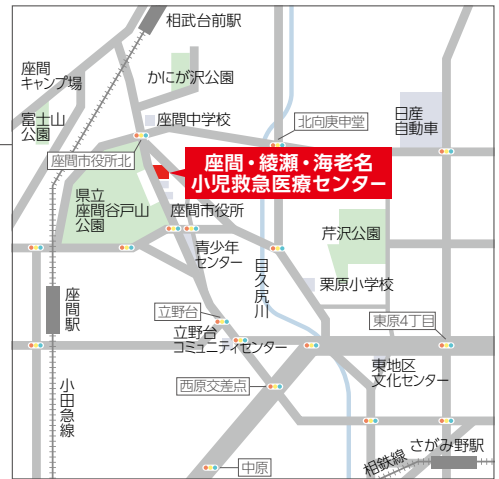 相武台前駅
座間
キャンプ場
かにが沢公園
富士山
公園
座間中学校
北向庚申堂
日産
自動車
座間市役所北
座間・綾瀬・海老名
小児救急医療センター
県立
座間谷戸山
公園
座間市役所
芹沢公園
青少年
センター
目久尻川
栗原小学校
座間駅
立野台
東原4丁目
立野台
コミュニティセンター
東地区
文化センター
西原交差点
小田急線
さがみ野駅
相鉄線
中原